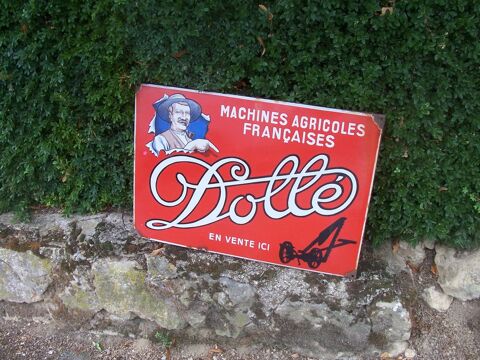 MACHINES AGRICOLES
FRANÇAISES
Dollé
EN VENTE ICI